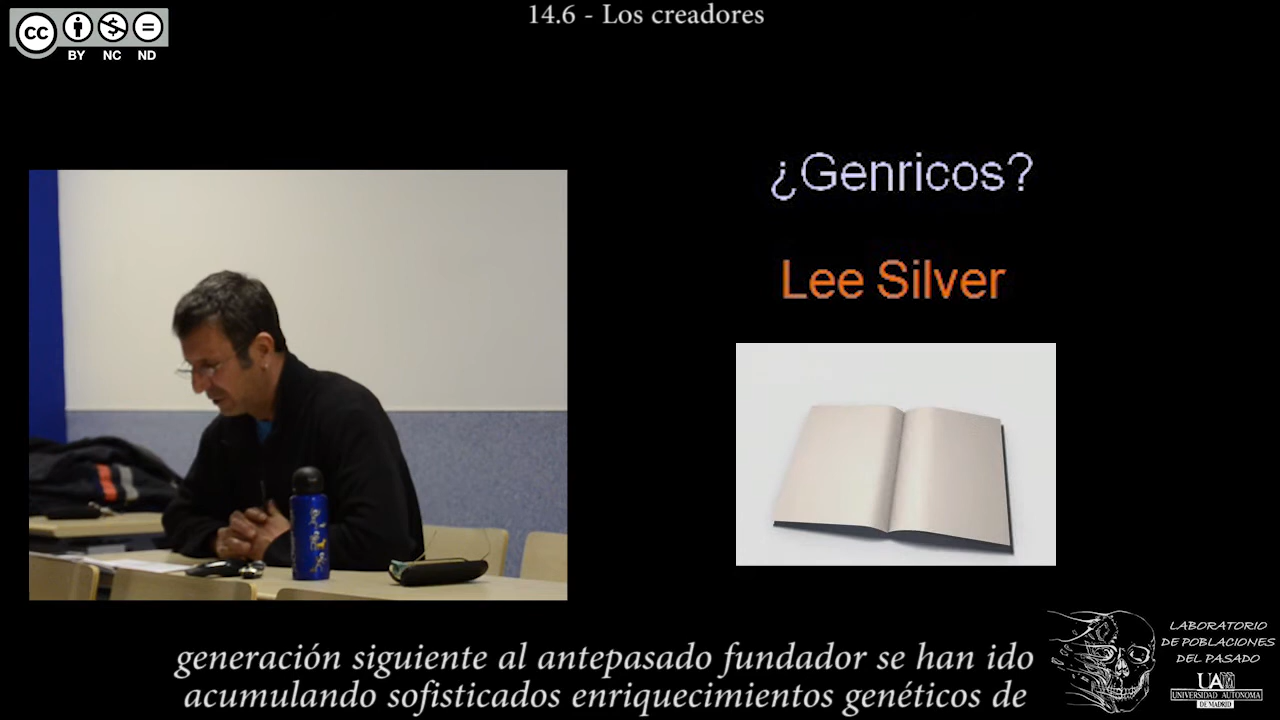 14.6 - Los creadores
CC
BY NC ND
¿Genricos?
Lee Silver
generación siguiente al antepasado fundador se han ido
acumulando sofisticados enriquecimientos genéticos de
LABORATORIO
DE POBLACIONES
DEL PASADO
UAM
UNIVERSIDAD AUTONOMA
DE MADRID